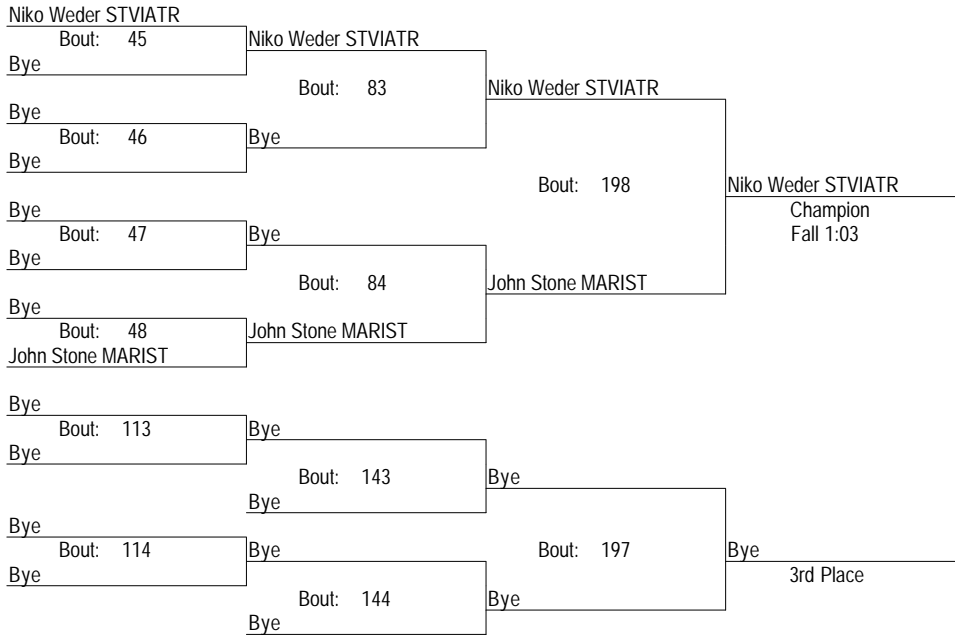 Niko Weder STVIATR
Bout: 45
Niko Weder STVIATR
Bye
Bout: 83
Niko Weder STVIATR
Bye
Bout: 46
Bye
Bye
Bout: 198
Niko Weder STVIATR
Champion
Fall 1:03
Bye
Bout: 47
Bye
Bye
Bout: 84
John Stone MARIST
Bye
Bout: 48
John Stone MARIST
John Stone MARIST
Bye
Bout: 113
Bye
Bye
Bout: 143
Bye
Bye
Bye
Bout: 114
Bye
Bout: 197
Bye
3rd Place
Bye
Bout: 144
Bye
Bye